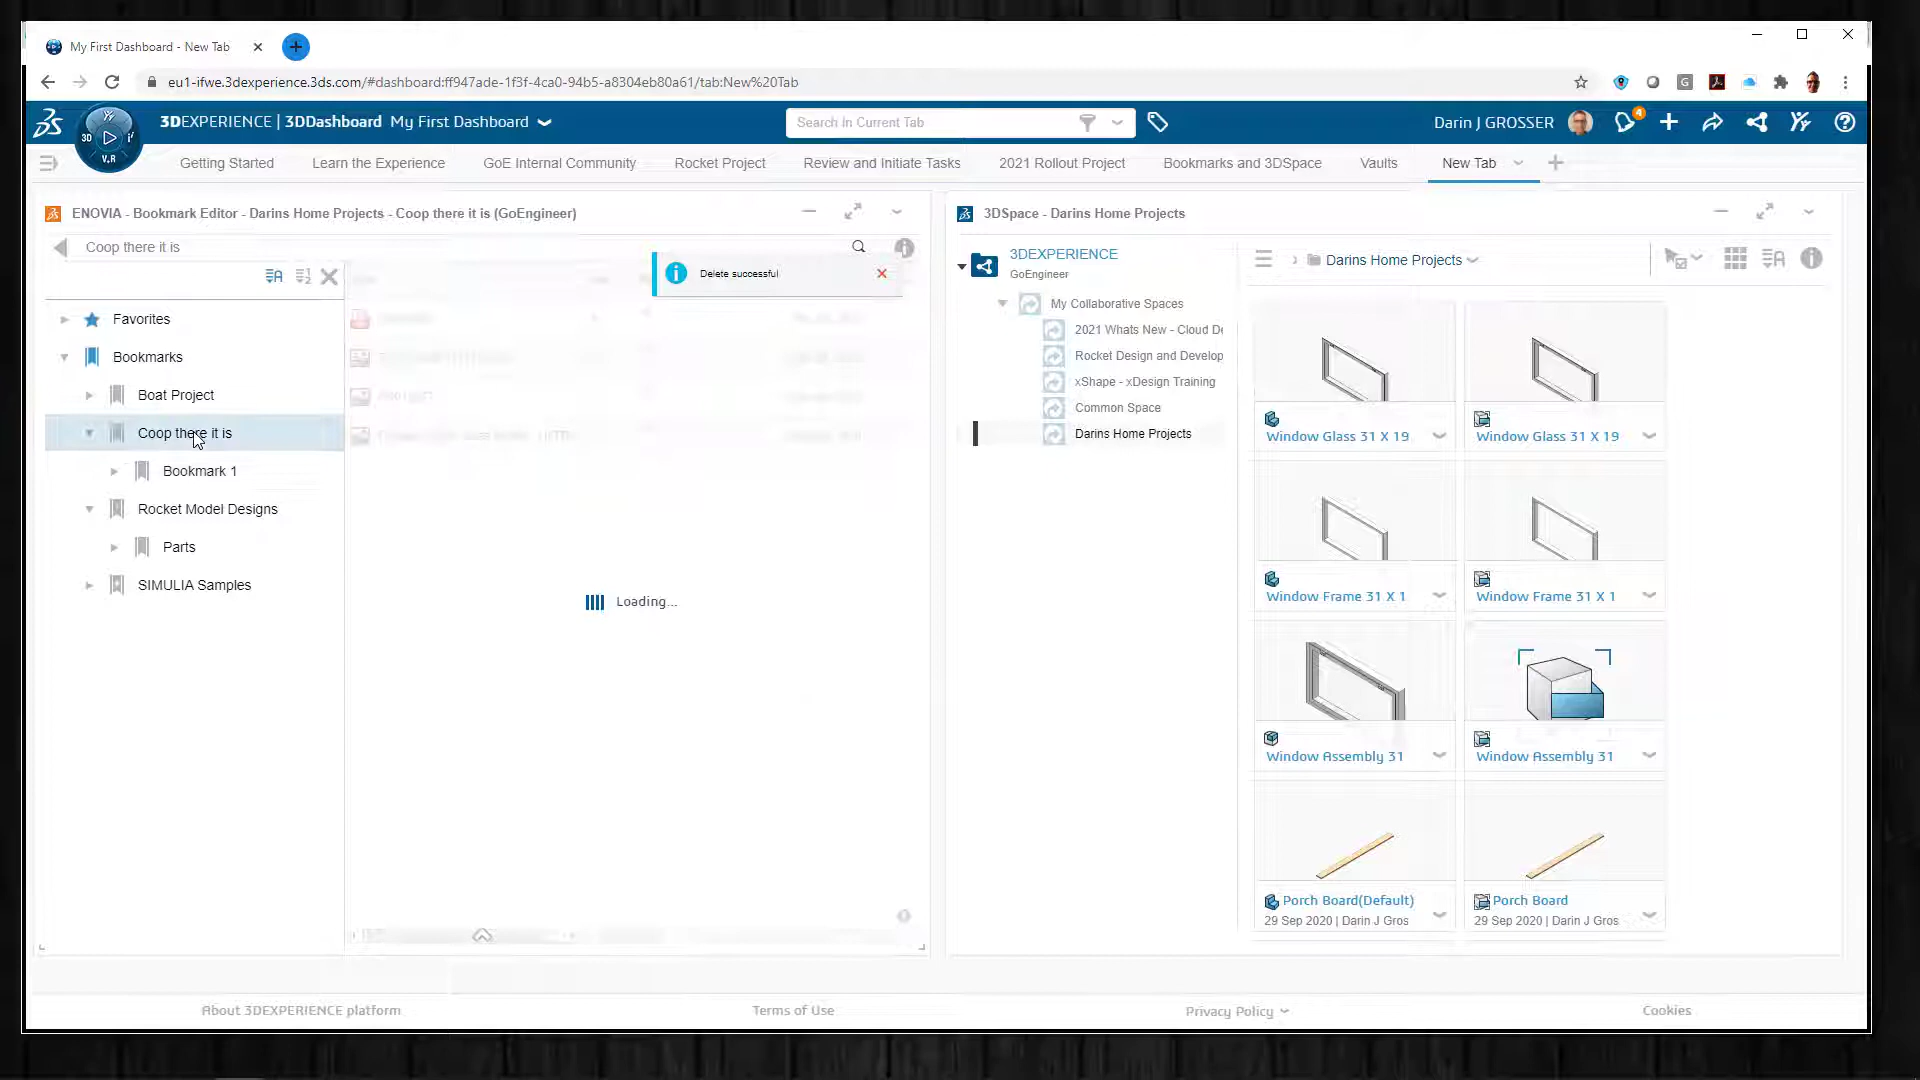 My First Dashboard - New Tab
eu1-ifwe.3dexperience.3ds.com/#dashboard:ff947ade-1f3f-4ca0-94b5-a8304eb80a61/tab:New%20Tab
3D
V.R
3DEXPERIENCE | 3DDashboard My First Dashboard
Search In Current Tab
Darin J GROSSER
4
Getting Started
Learn the Experience
GoE Internal Community
Rocket Project
Review and Initiate Tasks
2021 Rollout Project
Bookmarks and 3DSpace
Vaults
New Tab
ENOVIA - Bookmark Editor - Darins Home Projects - Coop there it is (GoEngineer)
Coop there it is
Delete successful
Favorites
Bookmarks
Boat Project
Coop there it is
Bookmark 1
Rocket Model Designs
Parts
SIMULIA Samples
Loading...
3DSpace - Darins Home Projects
3DEXPERIENCE
GoEngineer
My Collaborative Spaces
2021 Whats New - Cloud De
Rocket Design and Develop
xShape - xDesign Training
Common Space
Darins Home Projects
Darins Home Projects
Window Glass 31 X 19
Window Glass 31 X 19
Window Frame 31 X 1
Window Frame 31 X 1
Window Assembly 31
Window Assembly 31
Porch Board(Default)
29 Sep 2020 | Darin J Gros
Porch Board
29 Sep 2020 | Darin J Gros
About 3DEXPERIENCE platform
Terms of Use
Privacy Policy
Cookies